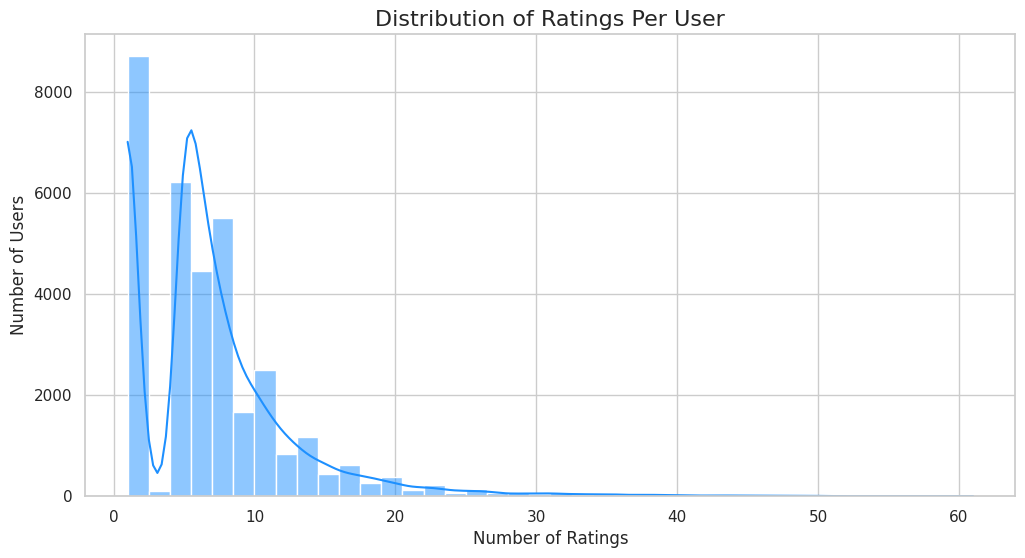 Distribution of Ratings Per User
8000
6000
4000
2000
0
Number of Users
0 10 20 30 40 50 60
Number of Ratings